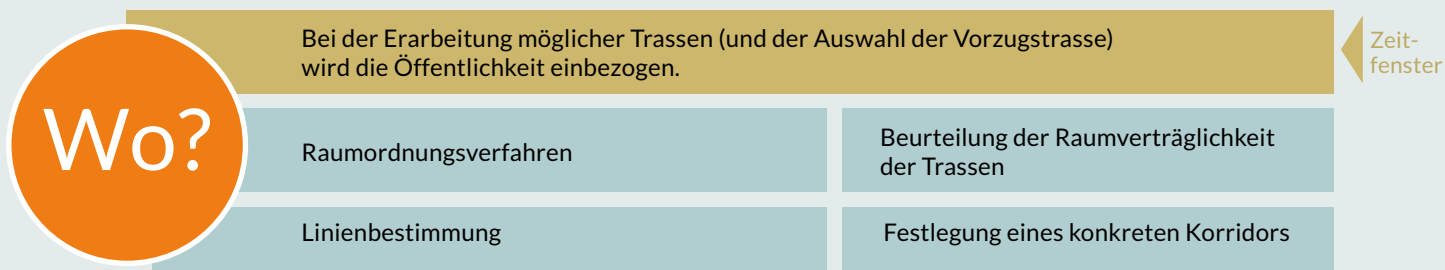 Bei der Erarbeitung möglicher Trassen (und der Auswahl der Vorzugstrasse)
wird die Öffentlichkeit einbezogen.
Zeit-
fenster
Wo?
Raumordnungsverfahren
Beurteilung der Raumverträglichkeit
der Trassen
Linienbestimmung
Festlegung eines konkreten Korridors